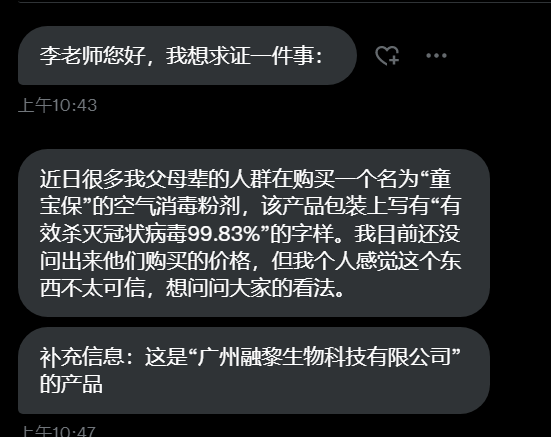 李老师您好，我想求证一件事：
上午10:43
近日很多我父母辈的人群在购买一个名为“童
宝保”的空气消毒粉剂，该产品包装上写有“有
效杀灭冠状病毒99.83%”的字样。我目前还没
问出来他们购买的价格，但我个人感觉这个东
西不太可信，想问问大家的看法。
补充信息：这是“广州融黎生物科技有限公司”
的产品
上午10:47